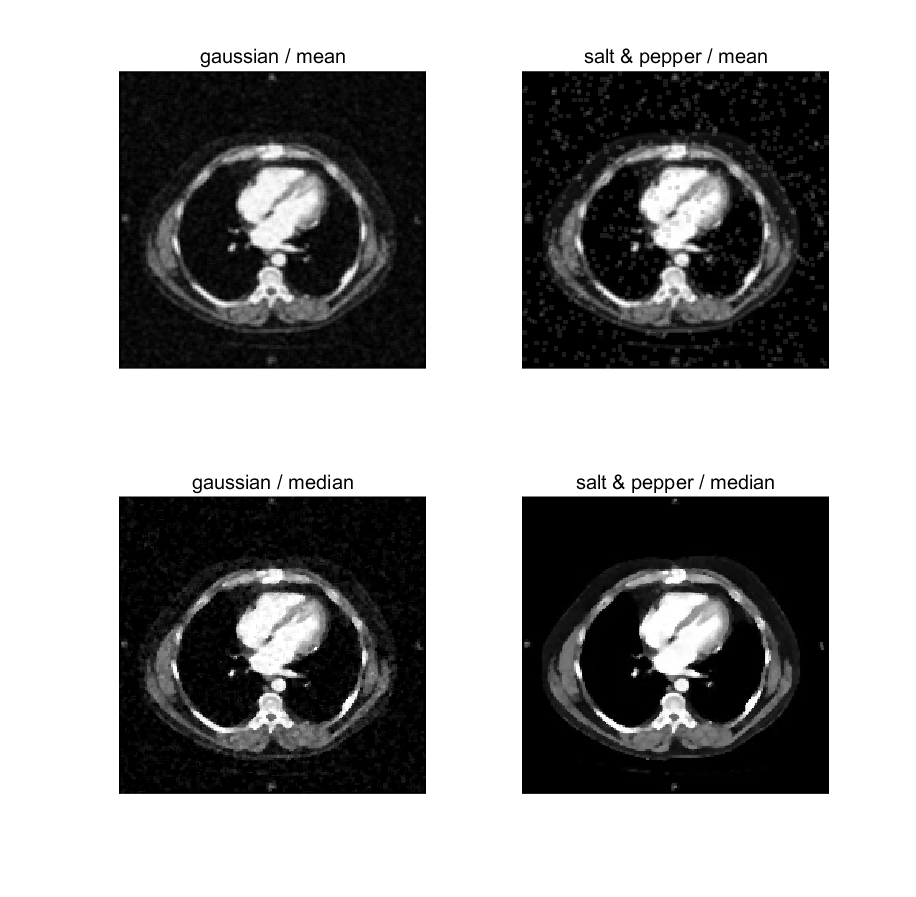 gaussian / mean
salt & pepper / mean
gaussian / median
salt & pepper / median